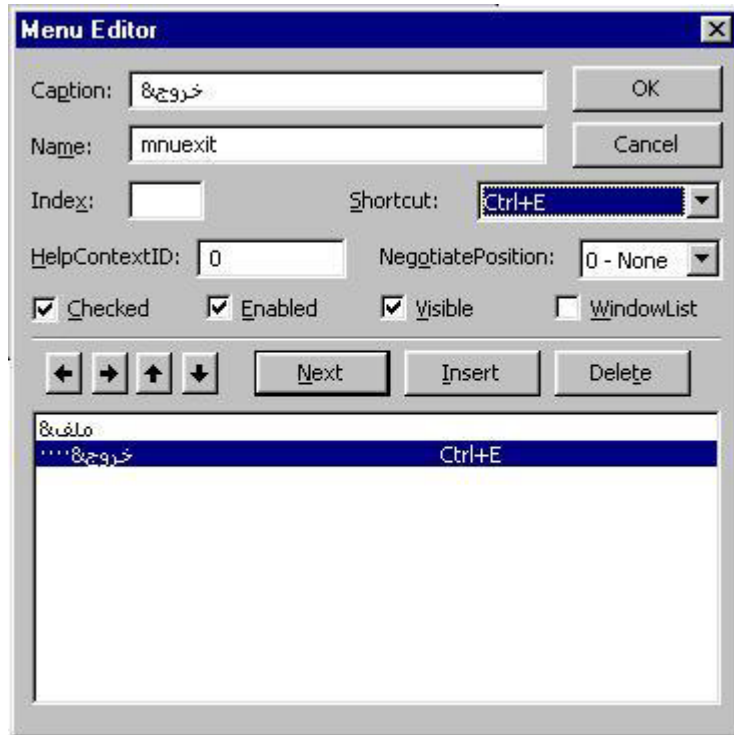 Menu Editor
Caption: &خروج OK
Name: mnuexit Cancel
Index: Shortcut: Ctrl+E
HelpContextID: 0 NegotiatePosition: 0 - None
Checked Enabled Visible WindowList
Next Insert Delete
&ملف
····&خروج Ctrl+E